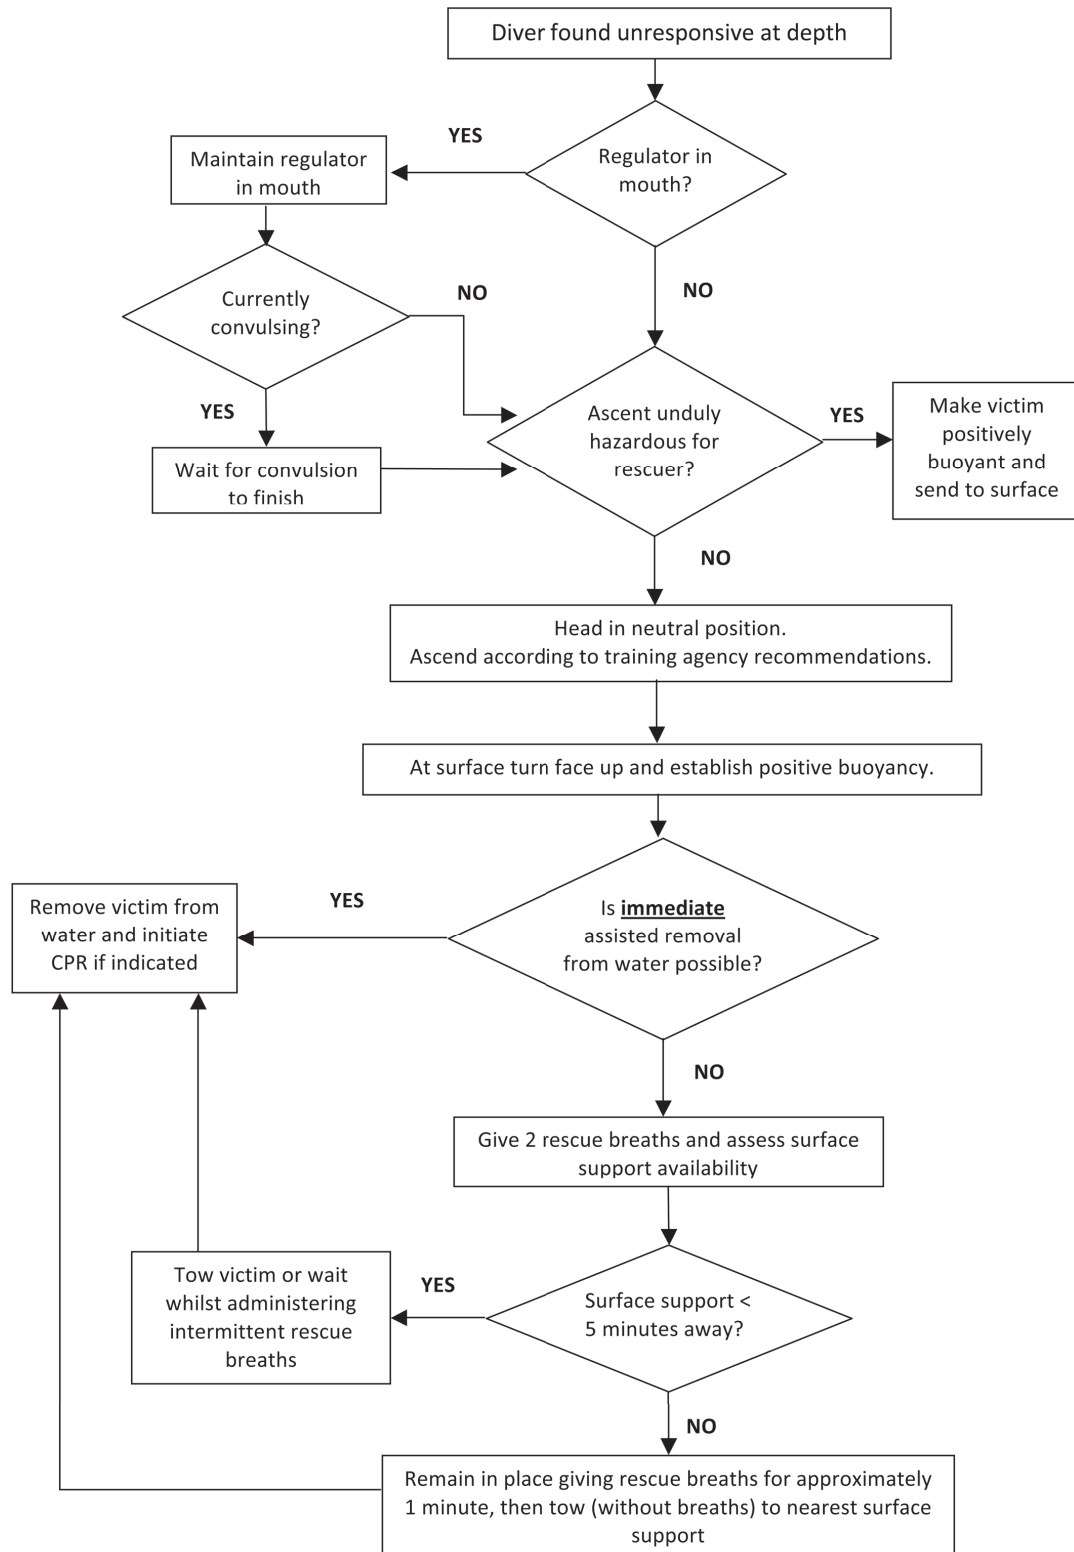 Diver found unresponsive at depth
YES
Regulator in
mouth?
Maintain regulator
in mouth
NO
Currently
convulsing?
NO
YES
Wait for convulsion
to finish
Ascent unduly
hazardous for
rescuer?
YES
Make victim
positively
buoyant and
send to surface
NO
Head in neutral position.
Ascend according to training agency recommendations.
At surface turn face up and establish positive buoyancy.
Is immediate
assisted removal
from water possible?
YES
Remove victim from
water and initiate
CPR if indicated
NO
Give 2 rescue breaths and assess surface
support availability
Surface support <
5 minutes away?
YES
Tow victim or wait
whilst administering
intermittent rescue
breaths
NO
Remain in place giving rescue breaths for approximately
1 minute, then tow (without breaths) to nearest surface
support